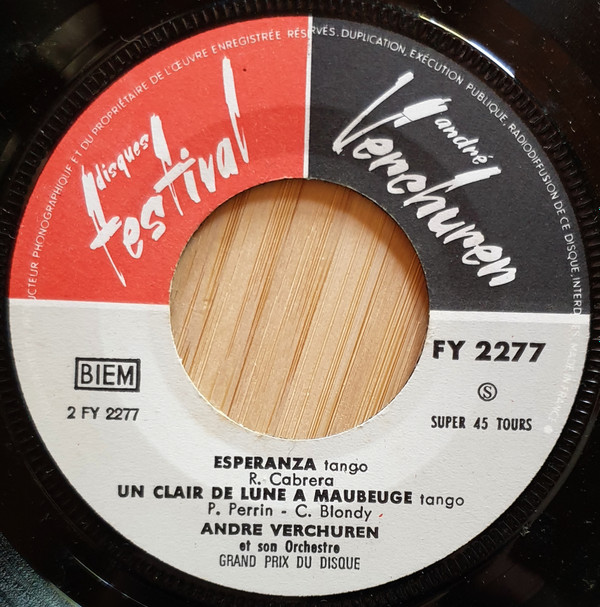 UCTEUR PHONOGRAPHIQUE ET DU PROPRIÉTAIRE DE L'ŒUVRE ENREGISTRÉE RÉSERVÉS. DUPLICATION, EXÉCUTION PUBLIQUE, RADIODIFFUSION DE CE DISQUE, INTERD
MADE IN FRANCE
disques
festival
andré
Verchuren
FY 2277
BIEM
2 FY 2277
S
SUPER 45 TOURS
ESPERANZA tango
R. Cabrera
UN CLAIR DE LUNE A MAUBEUGE tango
P. Perrin - C. Blondy
ANDRE VERCHUREN
et son Orchestre
GRAND PRIX DU DISQUE